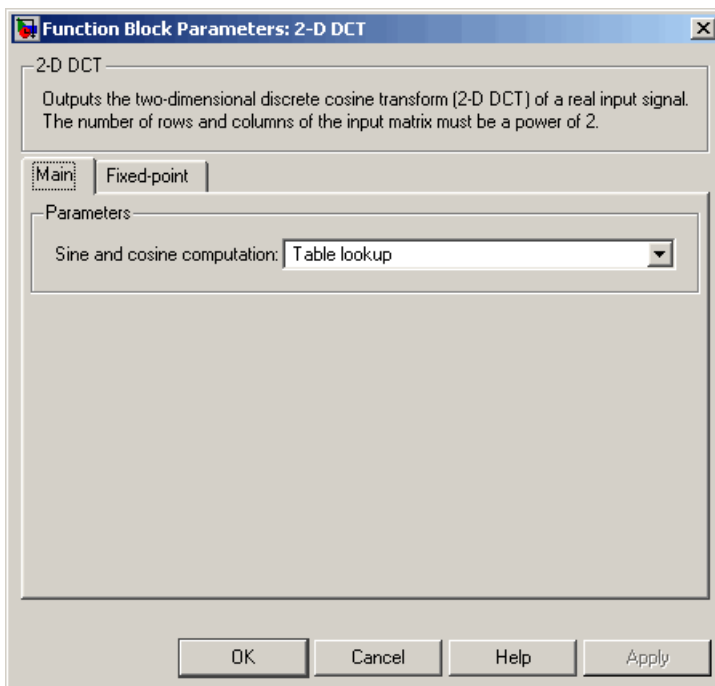 Function Block Parameters: 2-D DCT
2-D DCT
Outputs the two-dimensional discrete cosine transform (2-D DCT) of a real input signal.
The number of rows and columns of the input matrix must be a power of 2.
Main Fixed-point
Parameters
Sine and cosine computation: Table lookup
OK Cancel Help Apply